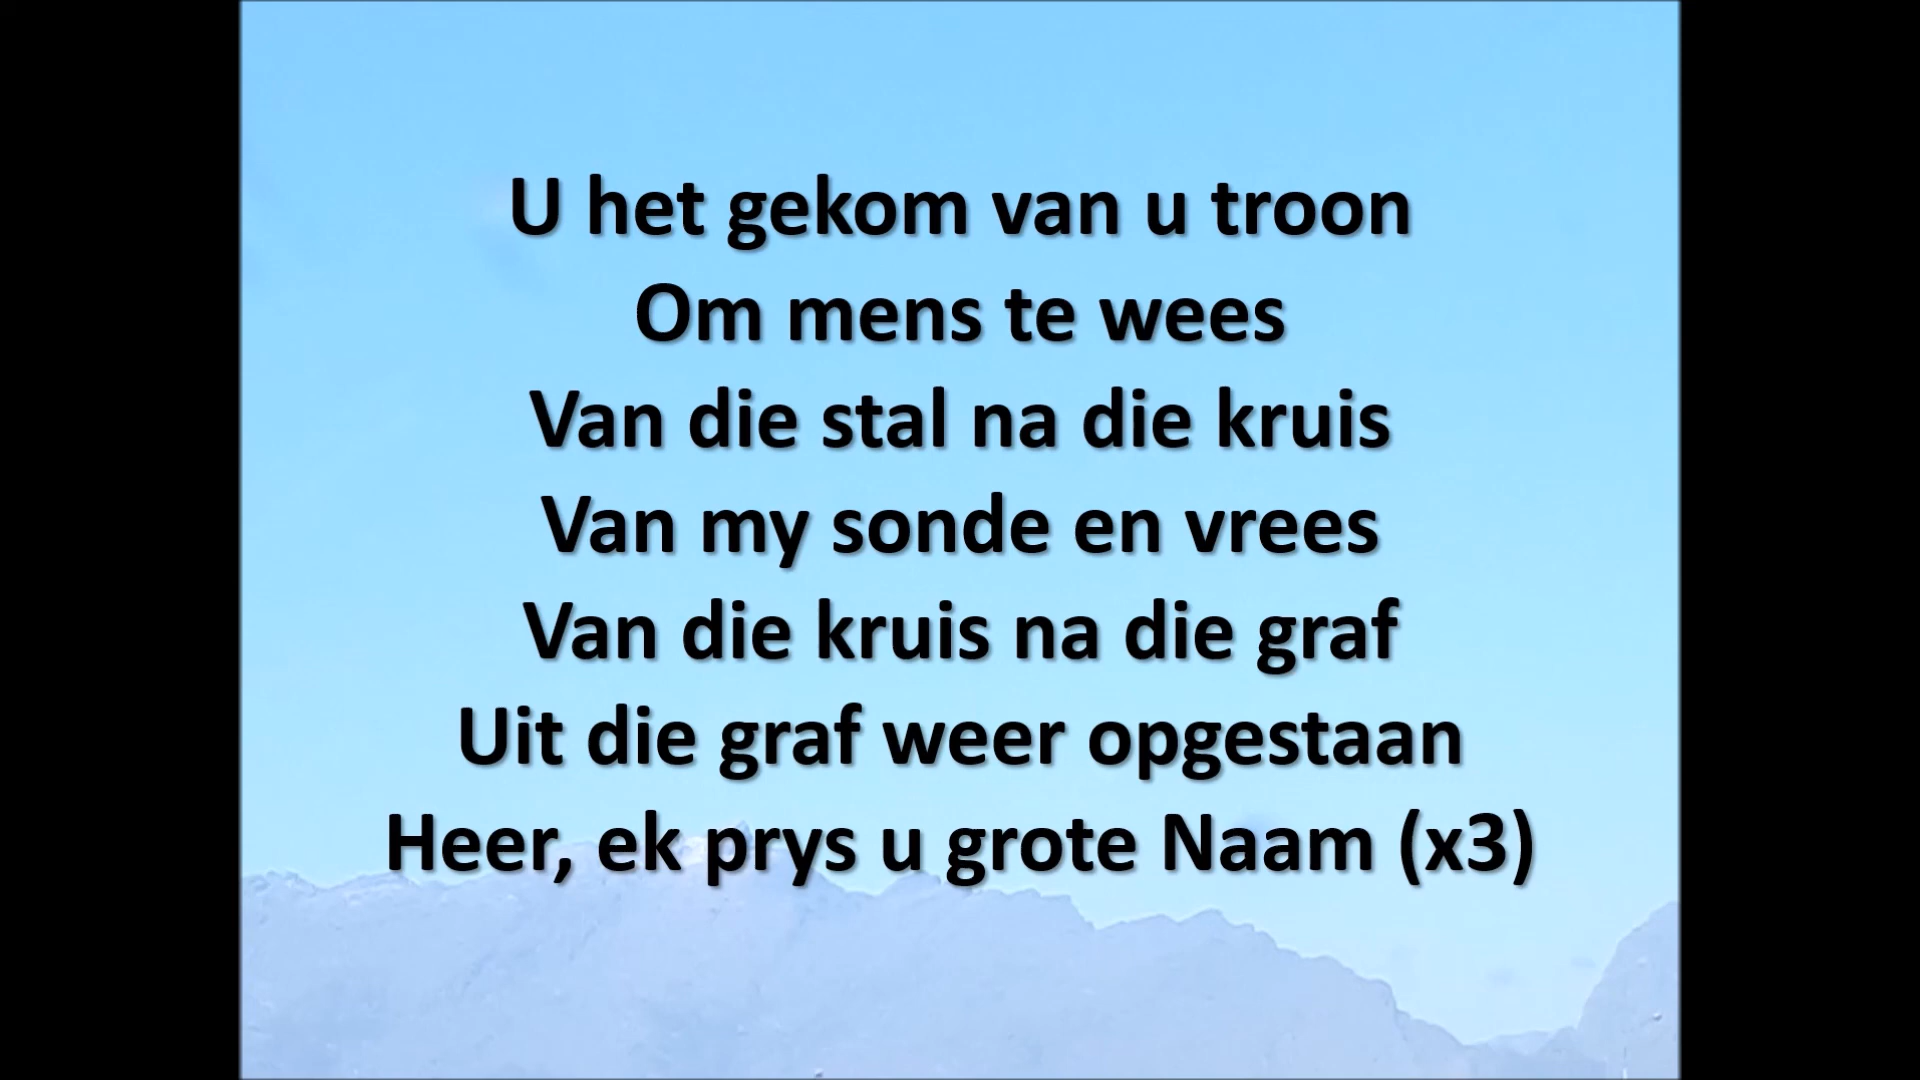 U het gekom van u troon
Om mens te wees
Van die stal na die kruis
Van my sonde en vrees
Van die kruis na die graf
Uit die graf weer opgestaan
Heer, ek prys u grote Naam (x3)